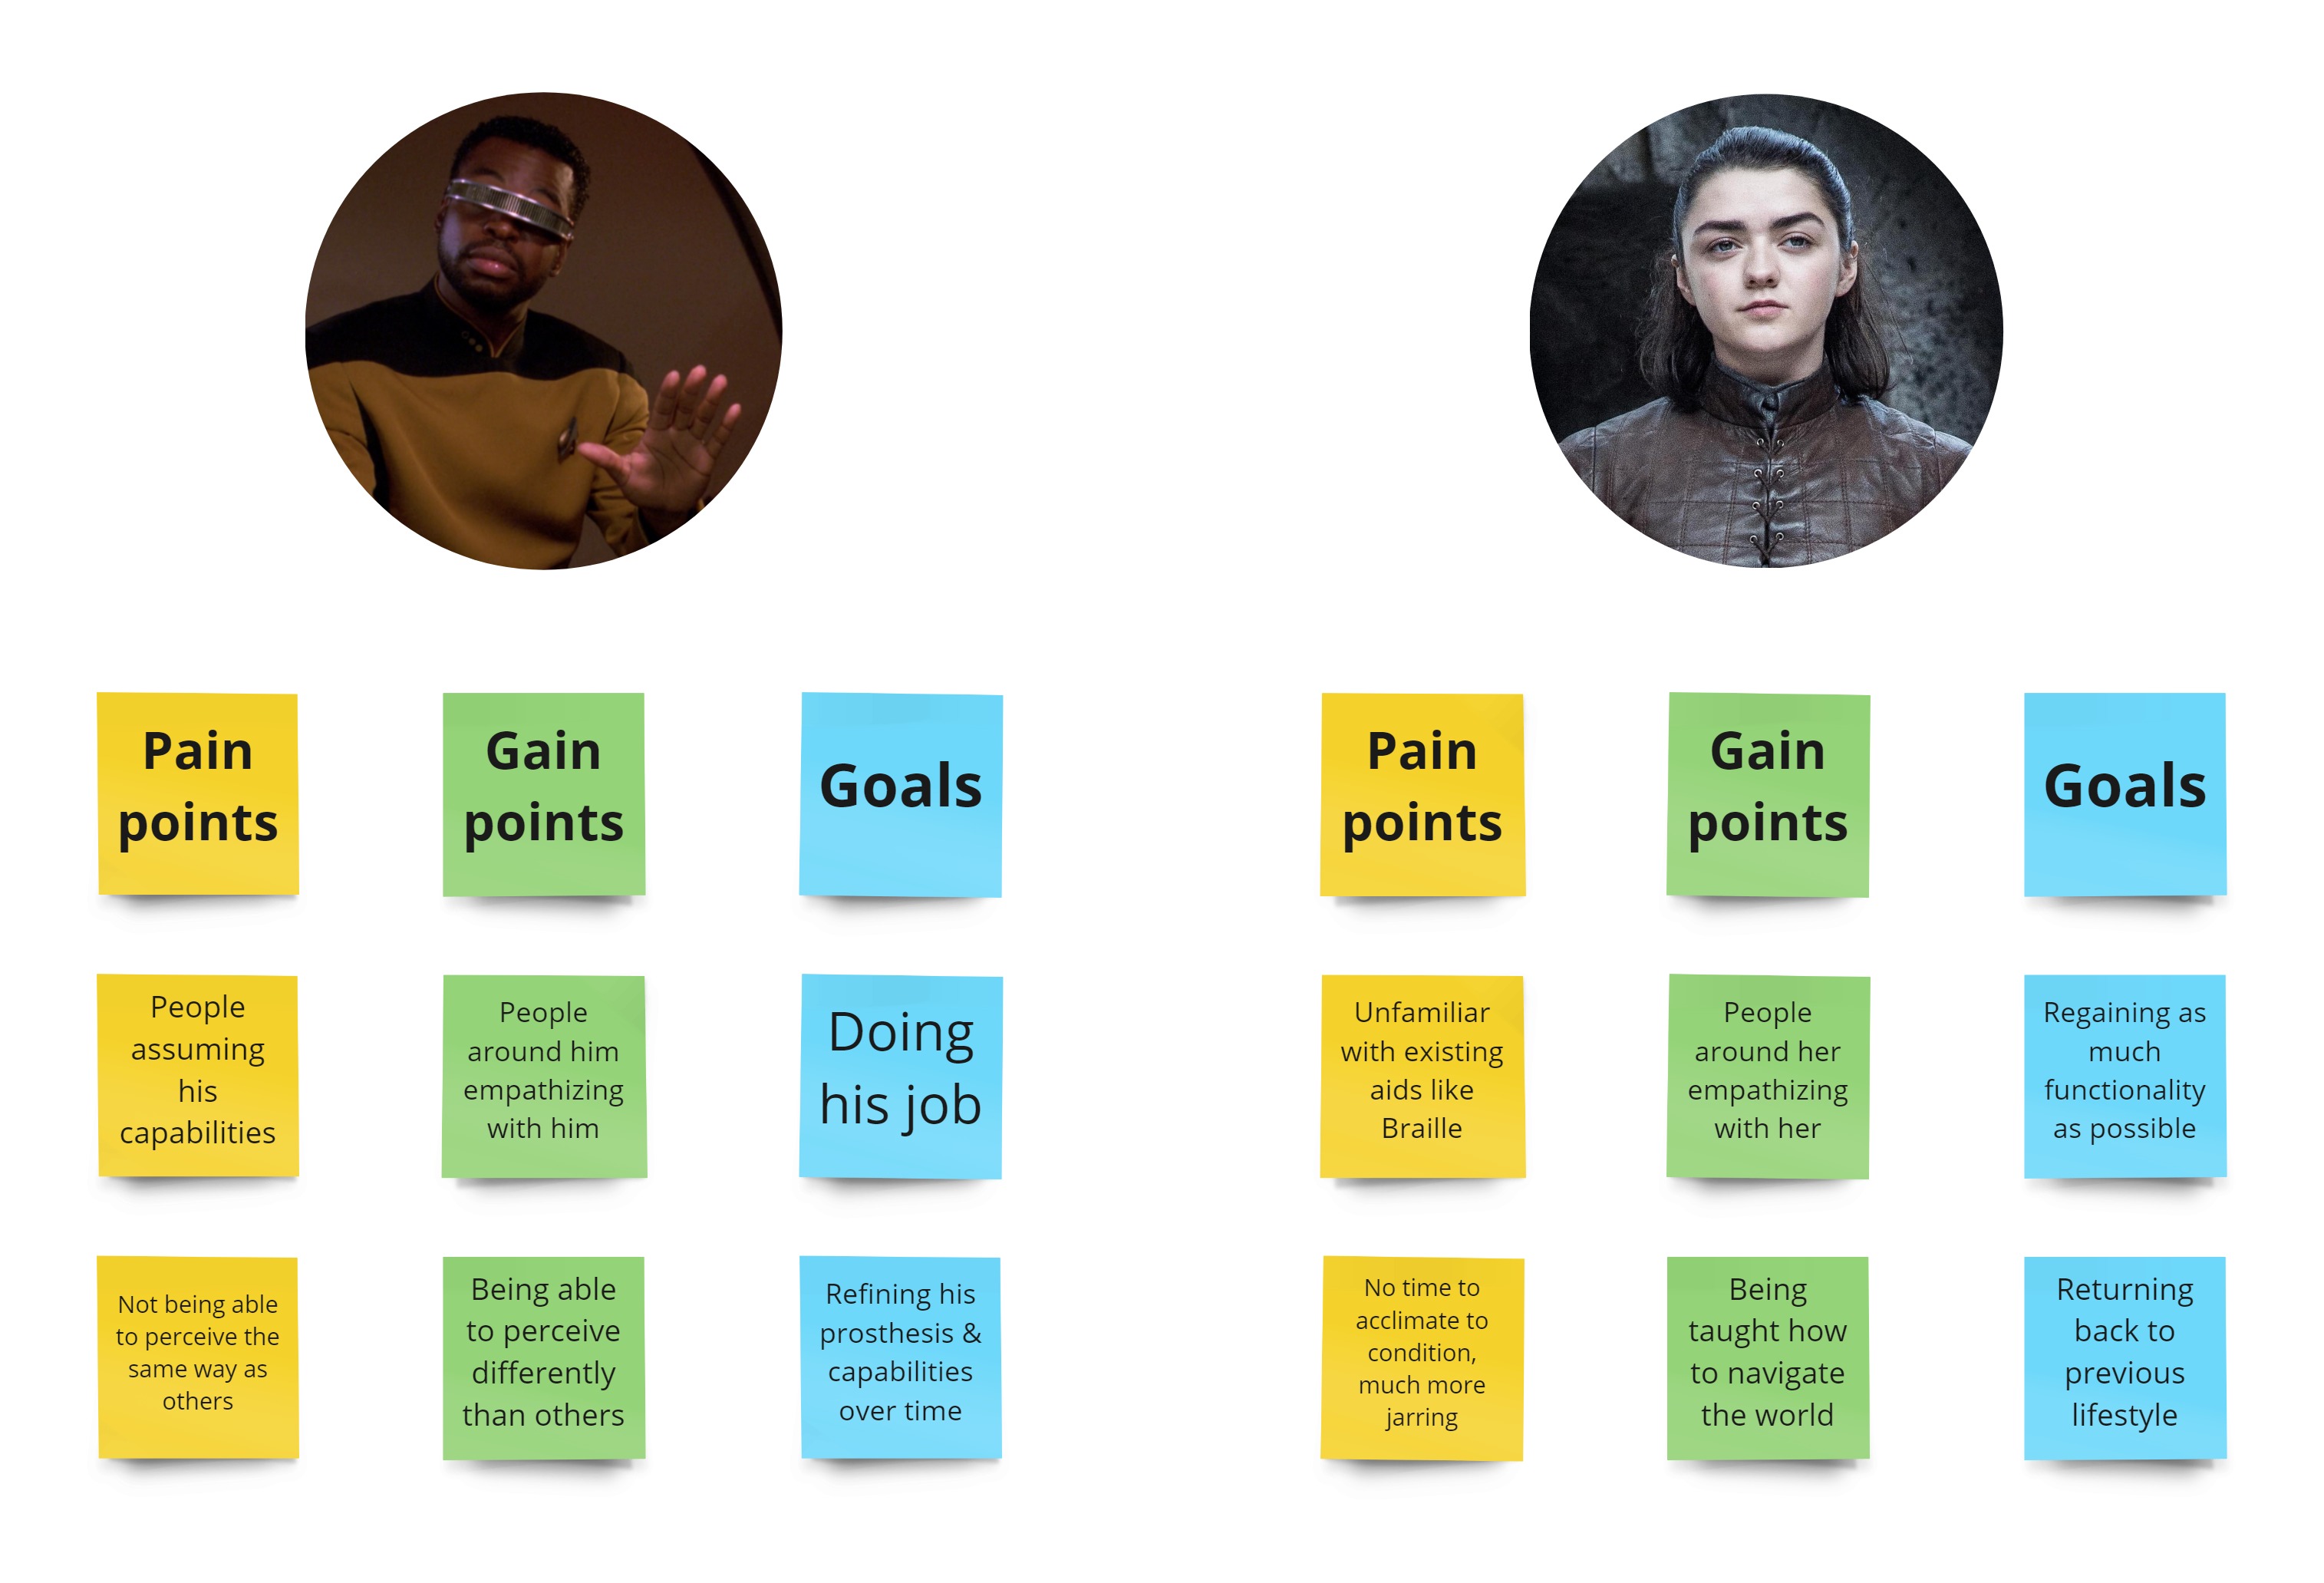 Pain
points
Gain
points
Goals
Pain
points
Gain
points
Goals
People
assuming
his
capabilities
People
around him
empathizing
with him
Doing
his job
Unfamiliar
with existing
aids like
Braille
People
around her
empathizing
with her
Regaining as
much
functionality
as possible
Not being able
to perceive the
same way as
others
Being able
to perceive
differently
than others
Refining his
prosthesis &
capabilities
over time
No time to
acclimate to
condition,
much more
jarring
Being
taught how
to navigate
the world
Returning
back to
previous
lifestyle